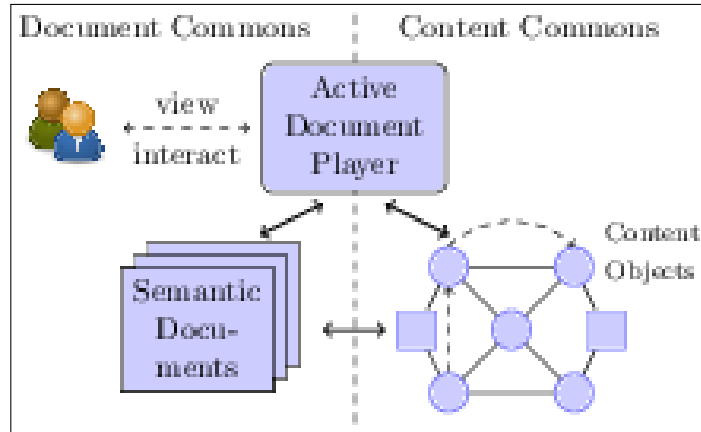 Document Commons
Content Commons
Active
Document
Player
view
interact
Content
Objects
Semantic
Docu-
ments